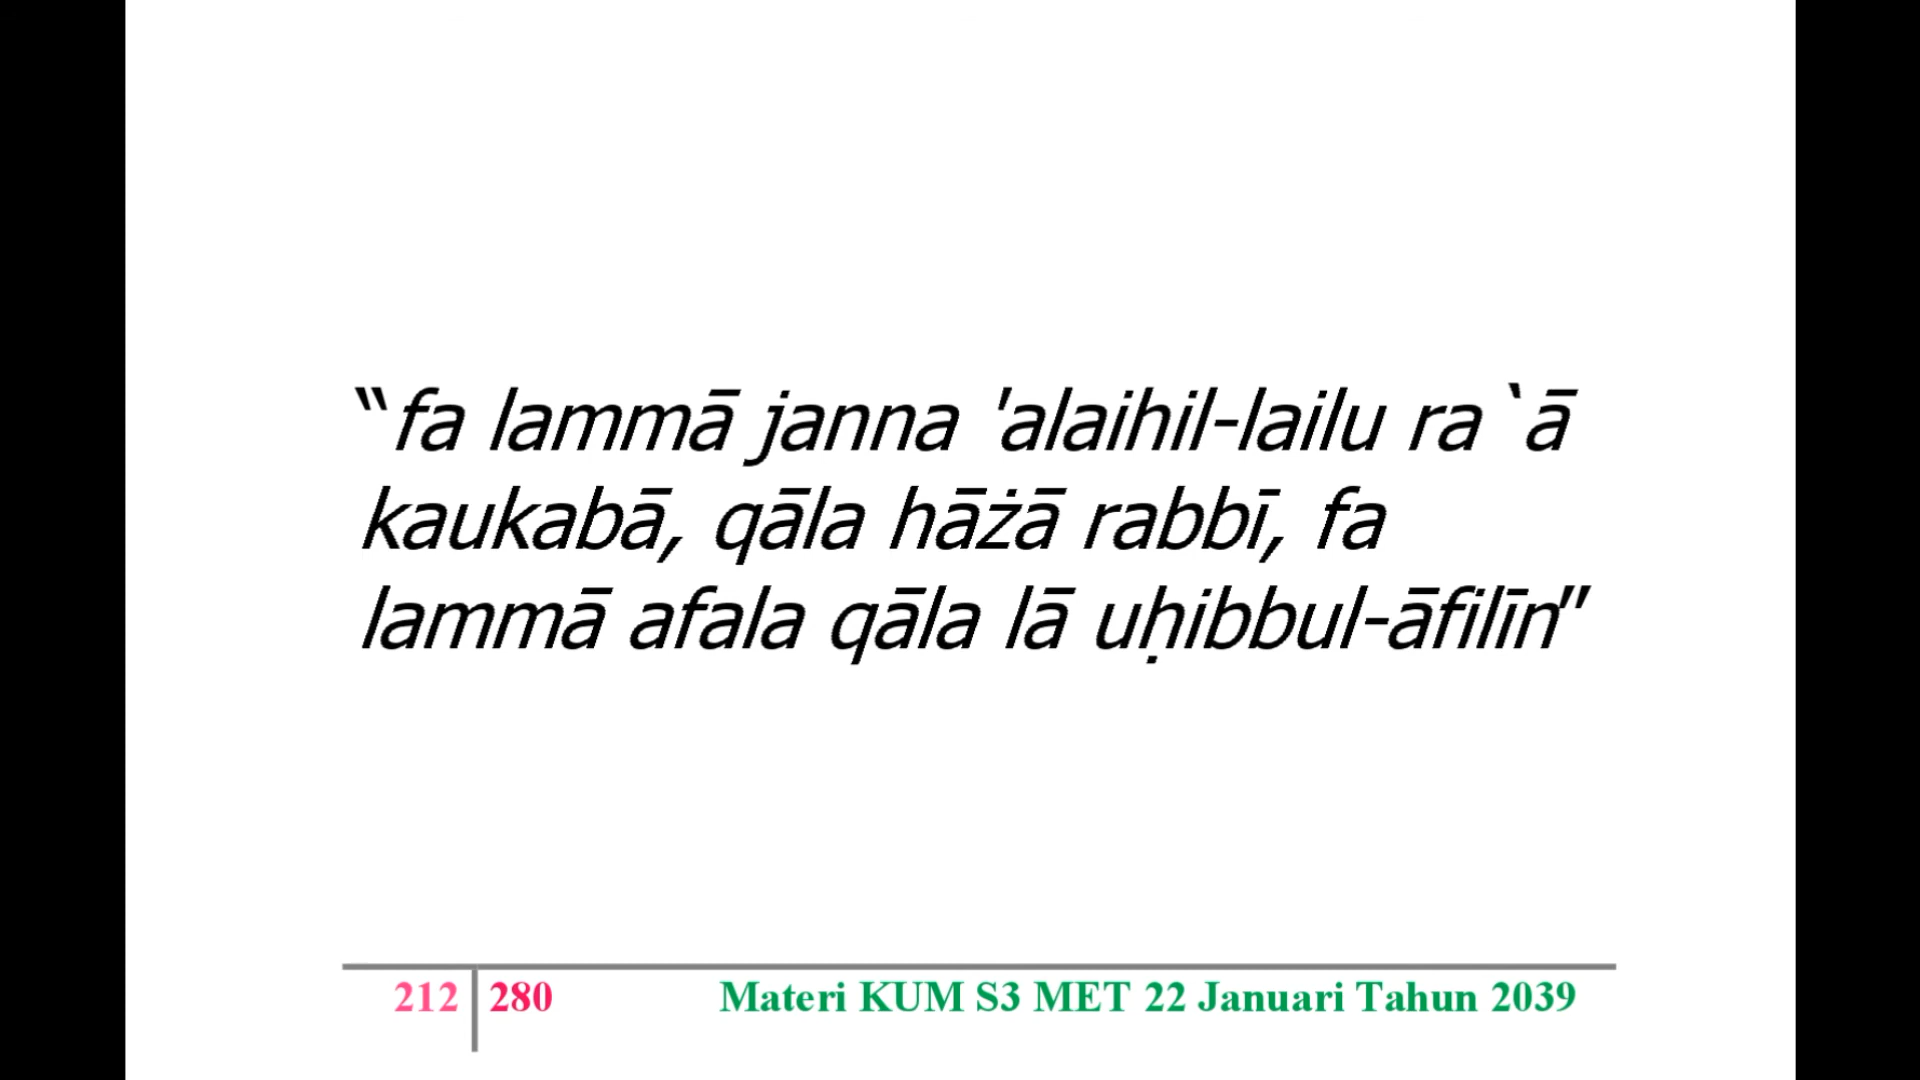 “fa lammā janna 'alaihil-lailu ra`ā
kaukabā, qāla hāżā rabbī, fa
lammā afala qāla lā uḥibbul-āfilīn”
212 280 Materi KUM S3 MET 22 Januari Tahun 2039